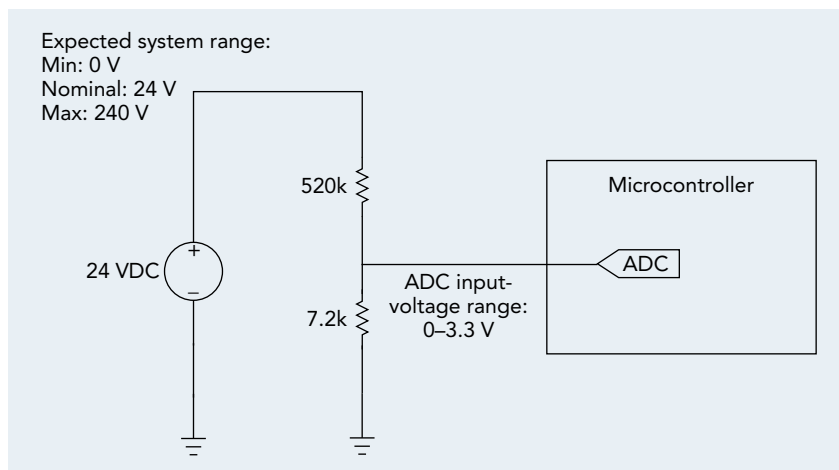 Expected system range:
Min: 0 V
Nominal: 24 V
Max: 240 V
520k
Microcontroller
24 VDC
+
–
ADC
ADC input-
voltage range:
0–3.3 V
7.2k